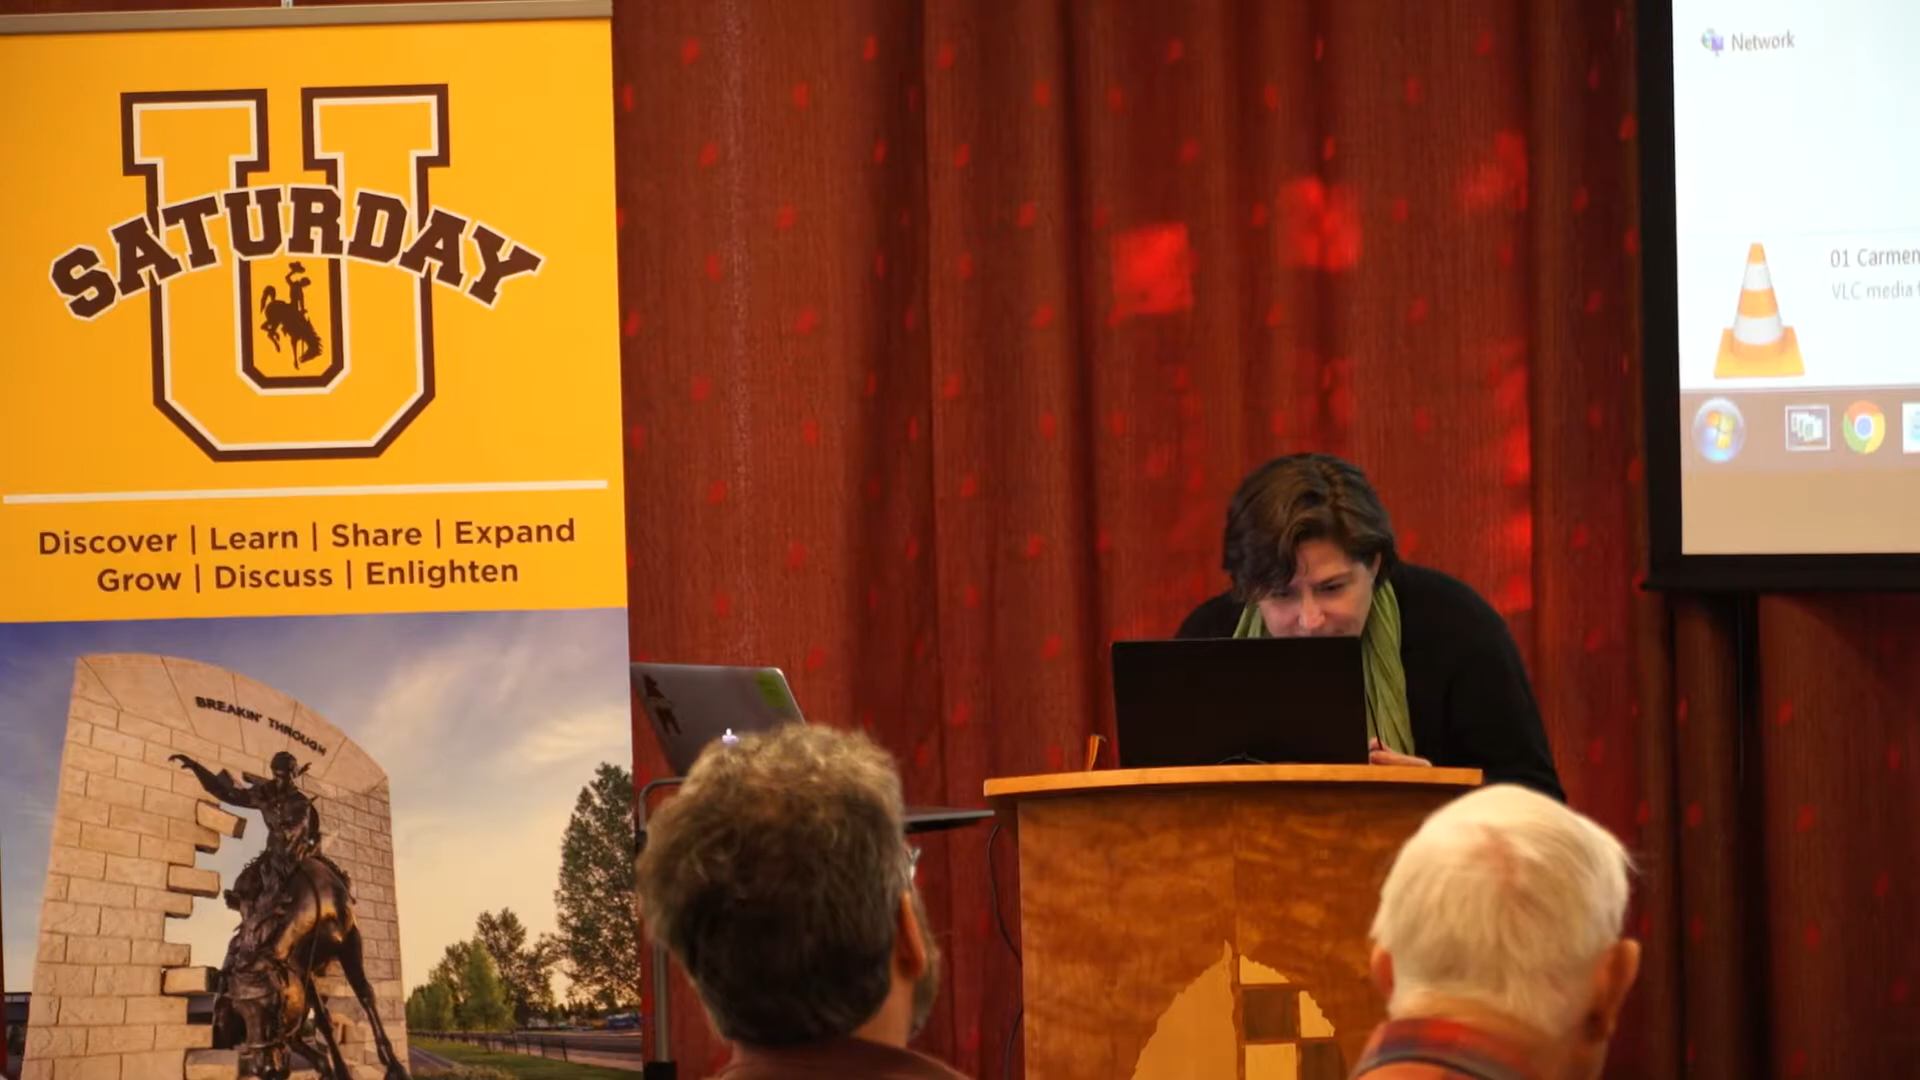 SATURDAY
U
Discover | Learn | Share | Expand
Grow | Discuss | Enlighten
BREAKIN' THROUGH
Network
01 Carmen
VLC media